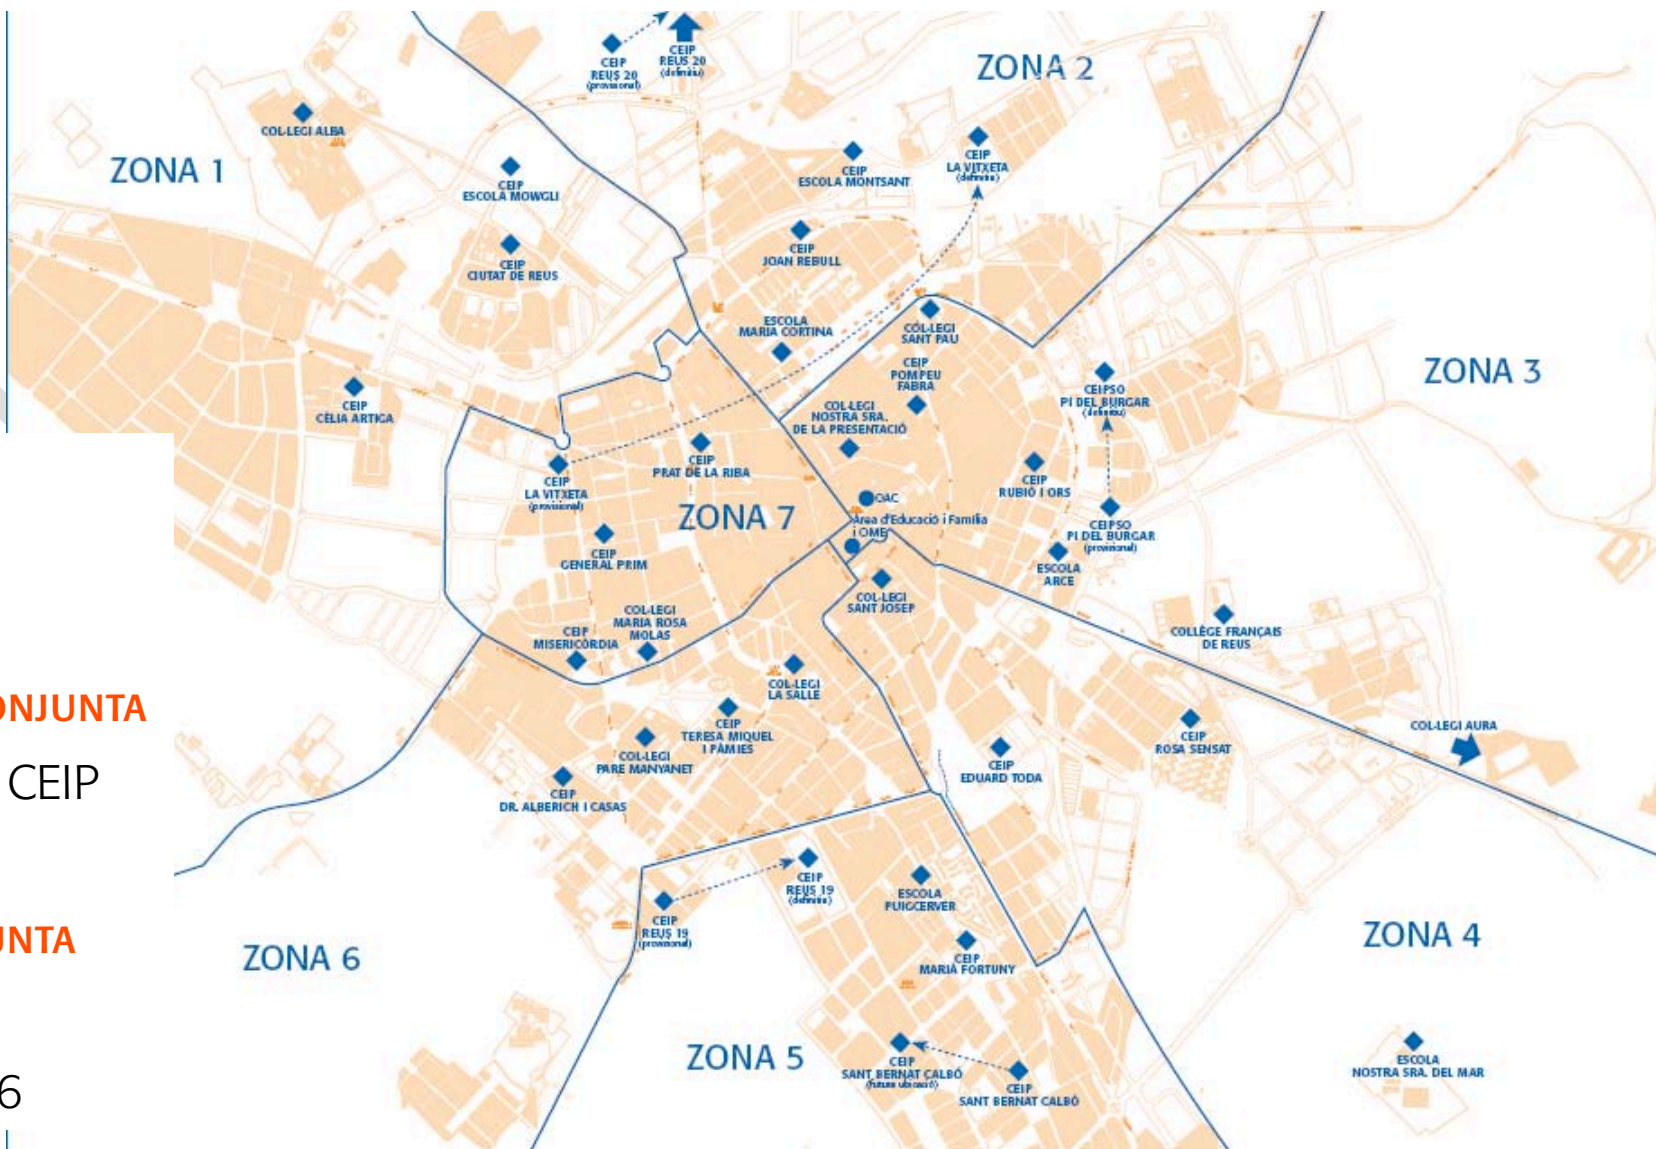 CEIP
REUS 20
(provisional)
CEIP
REUS 20
(definitiu)
ZONA 2
COL·LEGI ALBA
ZONA 1
CEIP
ESCOLA MOWGLI
CEIP
ESCOLA MONTSANT
CEIP
LA VITXETA
(definitiu)
CEIP
CIUTAT DE REUS
CEIP
JOAN REBULL
ESCOLA
MARIA CORTINA
COL·LEGI
SANT PAU
CEIP
POMPEU
FABRA
ZONA 3
CEIPSO
PI DEL BURGAR
(definitiu)
CEIP
CÈLIA ARTIGA
COL·LEGI
NOSTRA SRA.
DE LA PRESENTACIÓ
CEIP
PRAT DE LA RIBA
CEIP
LA VITXETA
(provisional)
CEIP
RUBIÓ I ORS
ZONA 7
OAC
Àrea d'Educació i Família
i OME
CEIPSO
PI DEL BURGAR
(provisional)
CEIP
GENERAL PRIM
ESCOLA
ARCE
COL·LEGI
SANT JOSEP
COL·LEGI
MARIA ROSA
MOLAS
CEIP
MISERICÒRDIA
COLLÈGE FRANÇAIS
DE REUS
COL·LEGI
LA SALLE
ONJUNTA
CEIP
CEIP
TERESA MIQUEL
I PÀMIES
COL·LEGI
PARE MANYANET
CEIP
ROSA SENSAT
COL·LEGI AURA
CEIP
EDUARD TODA
CEIP
DR. ALBERICH I CASAS
CEIP
REUS 19
(definitiu)
ESCOLA
PUIGCERVER
CEIP
REUS 19
(provisional)
UNTA
ZONA 6
ZONA 4
CEIP
MARIÀ FORTUNY
ZONA 5
CEIP
SANT BERNAT CALBÓ
(futura ubicació)
CEIP
SANT BERNAT CALBÓ
ESCOLA
NOSTRA SRA. DEL MAR
6